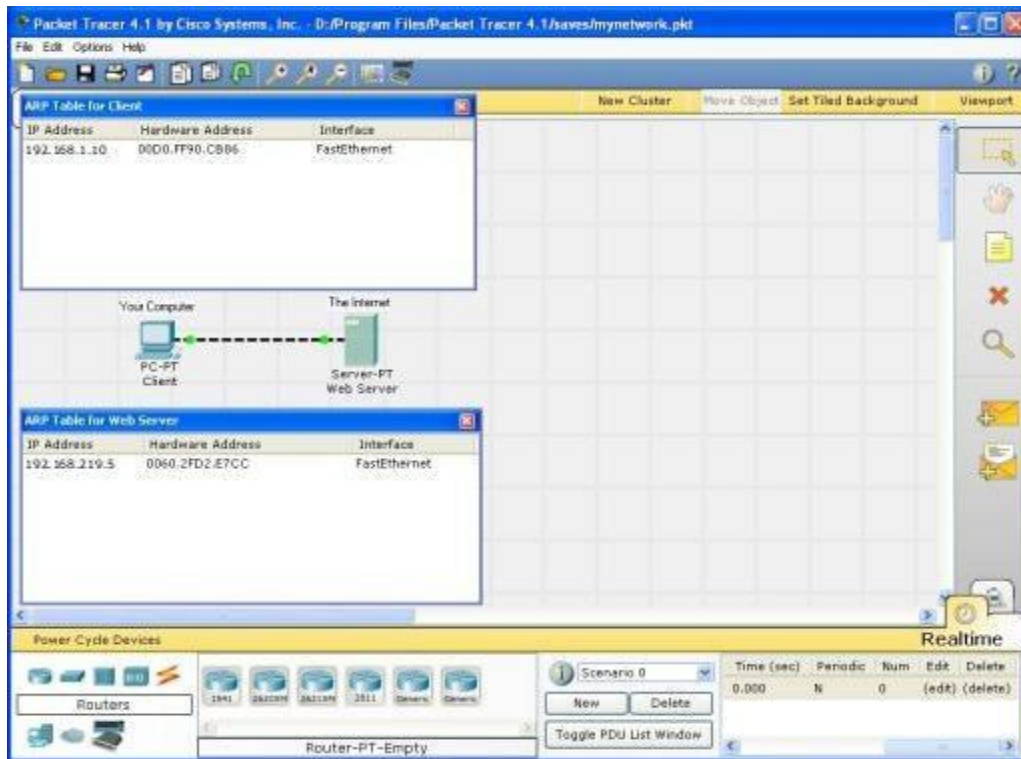 Packet Tracer 4.1 by Cisco Systems, Inc. - D:/Program Files/Packet Tracer 4.1/saves/mynetwork.pkt
File Edit Options Help
New Cluster Move Object Set Tiled Background Viewport
ARP Table for Client
IP Address Hardware Address Interface
192.168.1.10 00D0.FF90.CBB6 FastEthernet
Your Computer The Internet
PC-PT
Client
Server-PT
Web Server
ARP Table for Web Server
IP Address Hardware Address Interface
192.168.219.5 0060.2FD2.E7CC FastEthernet
Power Cycle Devices
Realtime
Routers
1841 2620XM 2621XM 2811 Generic Generic
Router-PT-Empty
Scenario 0
New Delete
Toggle PDU List Window
Time (sec) Periodic Num Edit Delete
0.000 N 0 (edit) (delete)